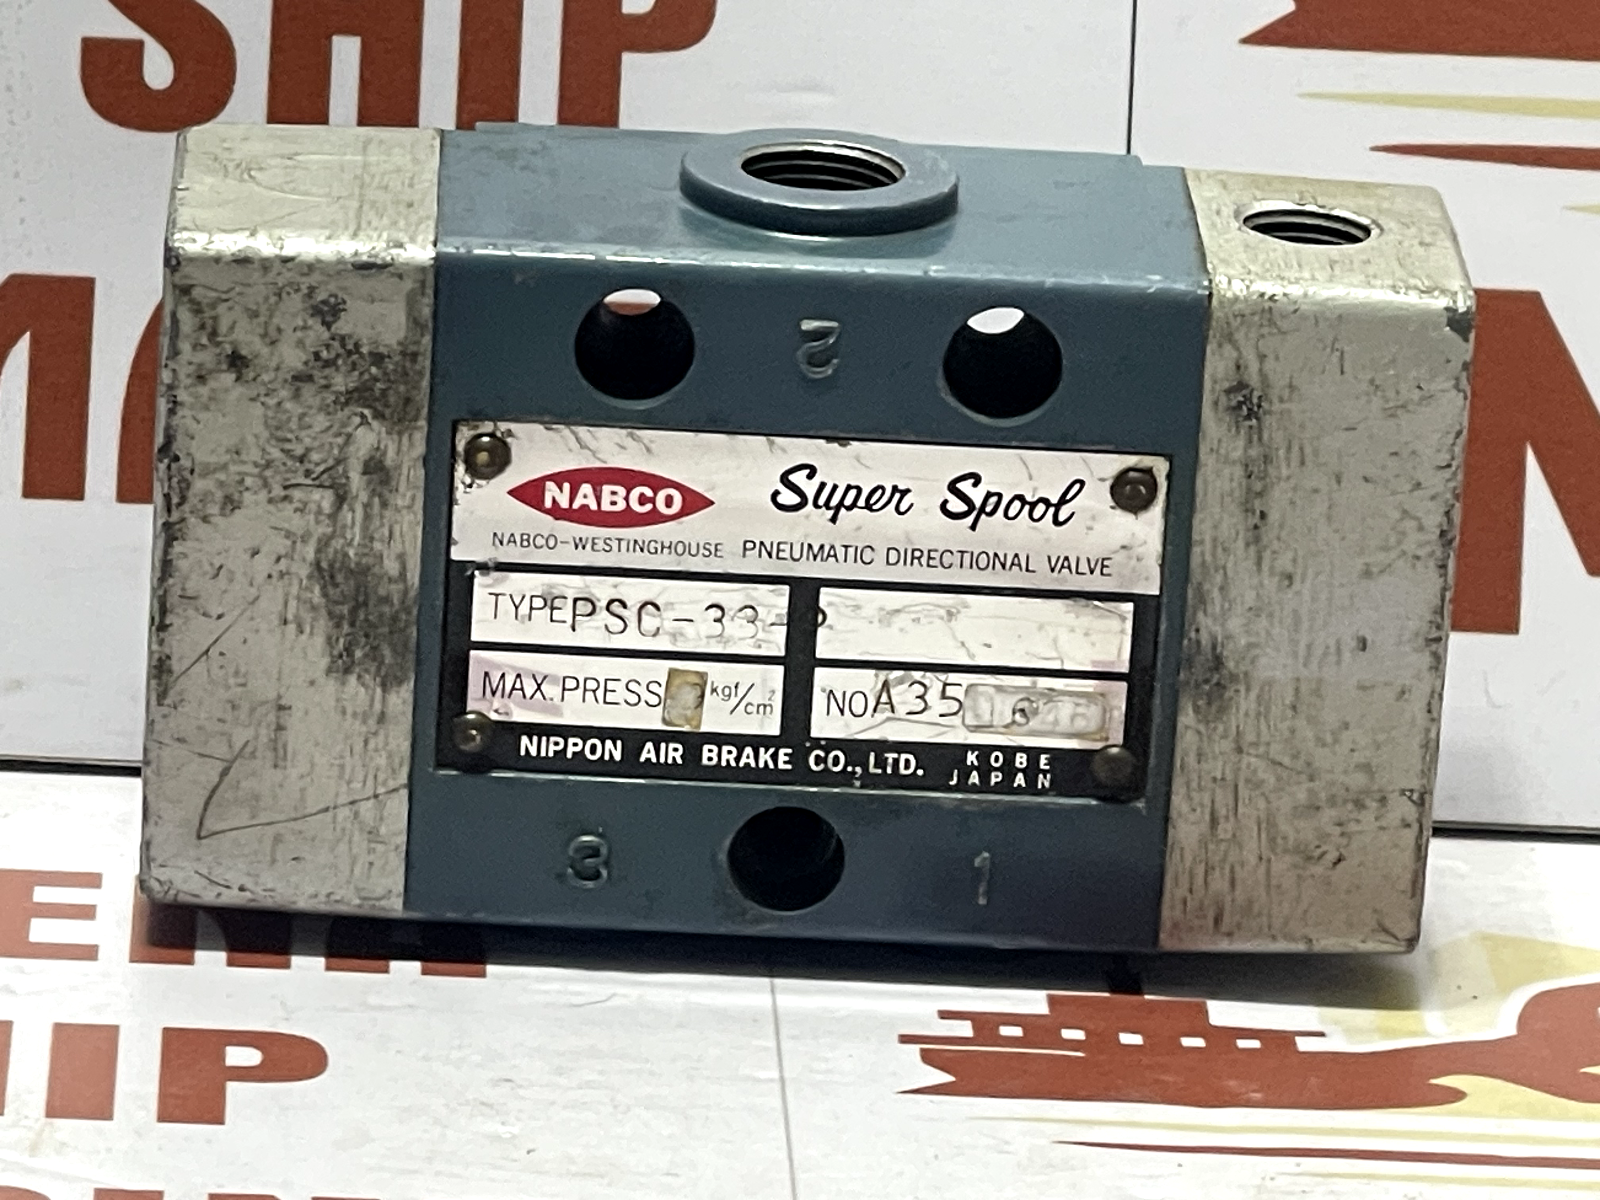 SHIP
2
NABCO Super Spool
NABCO-WESTINGHOUSE PNEUMATIC DIRECTIONAL VALVE
TYPE PSC-33-
MAX. PRESS kgf/cm²
NO A35
NIPPON AIR BRAKE CO., LTD. KOBE JAPAN
3 1